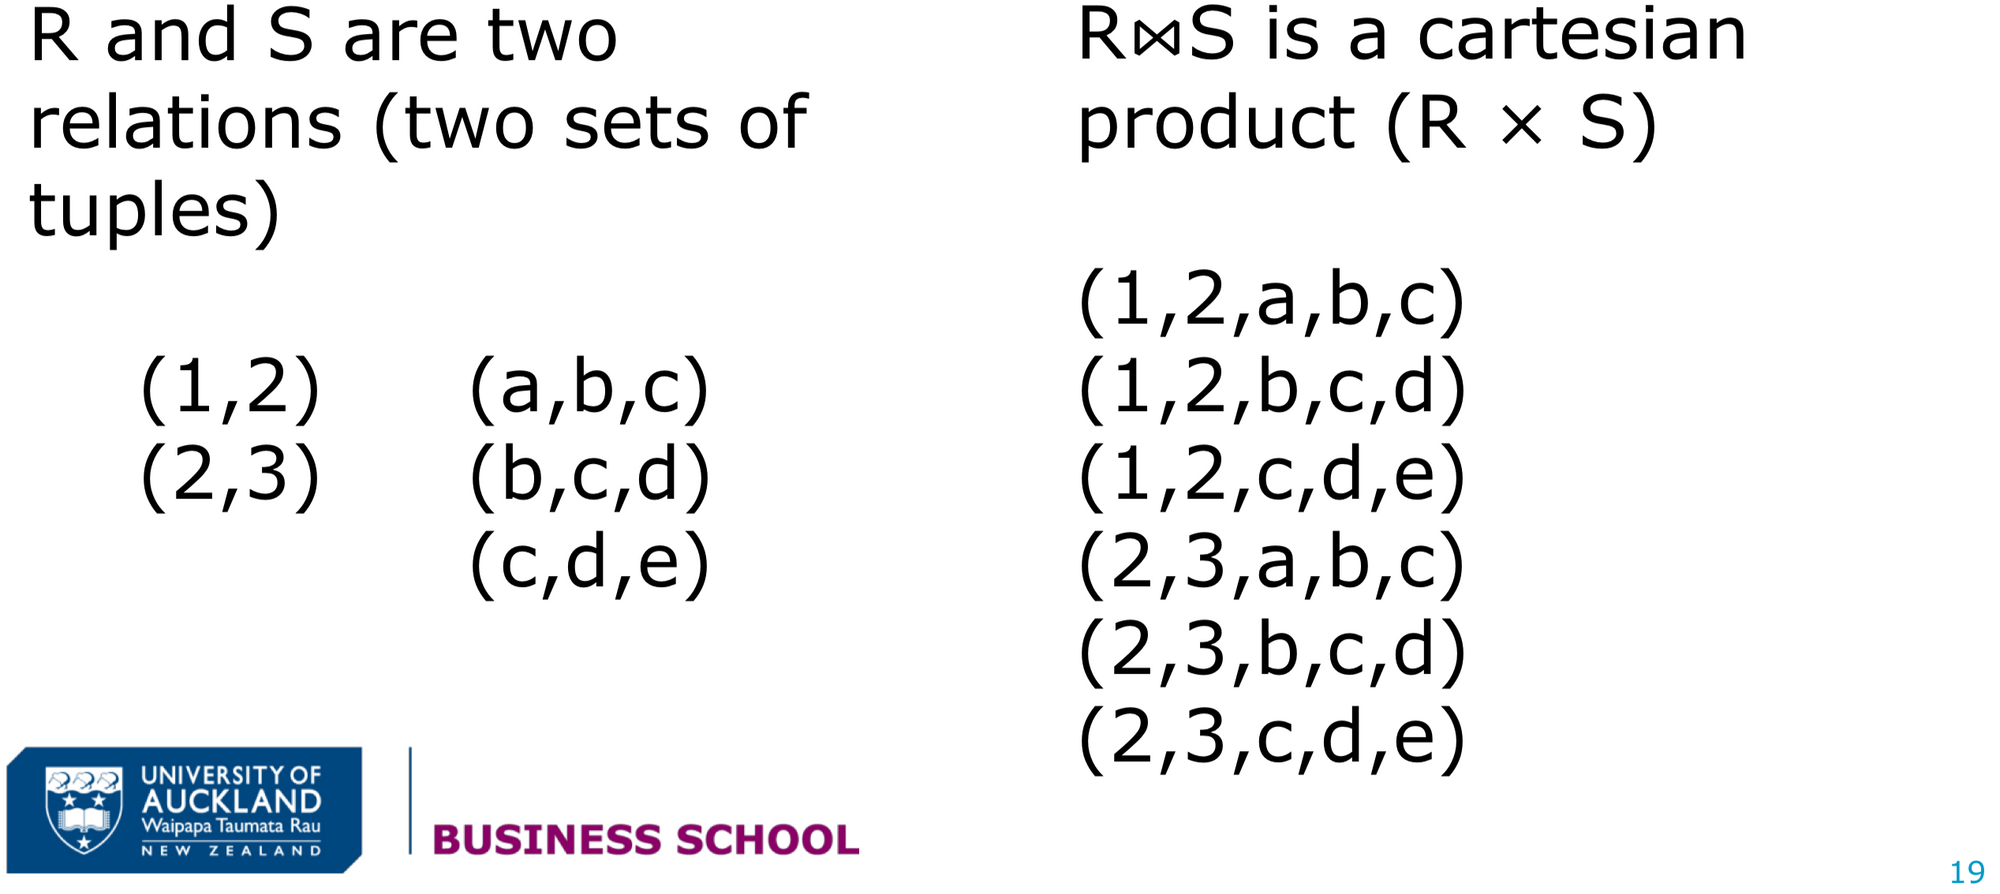 R and S are two
relations (two sets of
tuples)
(1,2) (a,b,c)
(2,3) (b,c,d)
(c,d,e)
R⋈S is a cartesian
product (R × S)
(1,2,a,b,c)
(1,2,b,c,d)
(1,2,c,d,e)
(2,3,a,b,c)
(2,3,b,c,d)
(2,3,c,d,e)
UNIVERSITY OF
AUCKLAND
Waipapa Taumata Rau
NEW ZEALAND
BUSINESS SCHOOL
19